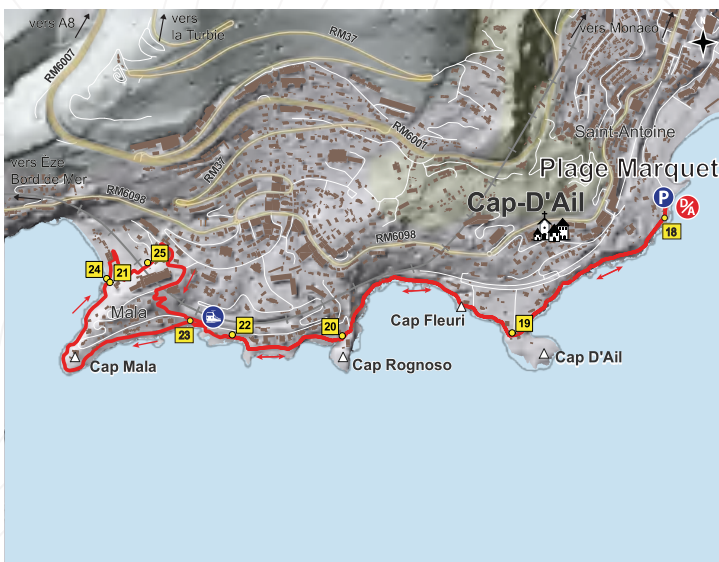 vers A8
vers
la Turbie
RM37
vers Monaco
RM6007
RM6007
Saint-Antoine
vers Èze
Bord de Mer
RM37
Plage Marquet
RM6098
P
D/A
Cap-D'Ail
18
RM6098
24
21
25
Mala
23
22
20
19
Cap Fleuri
Cap Mala
Cap Rognoso
Cap D'Ail